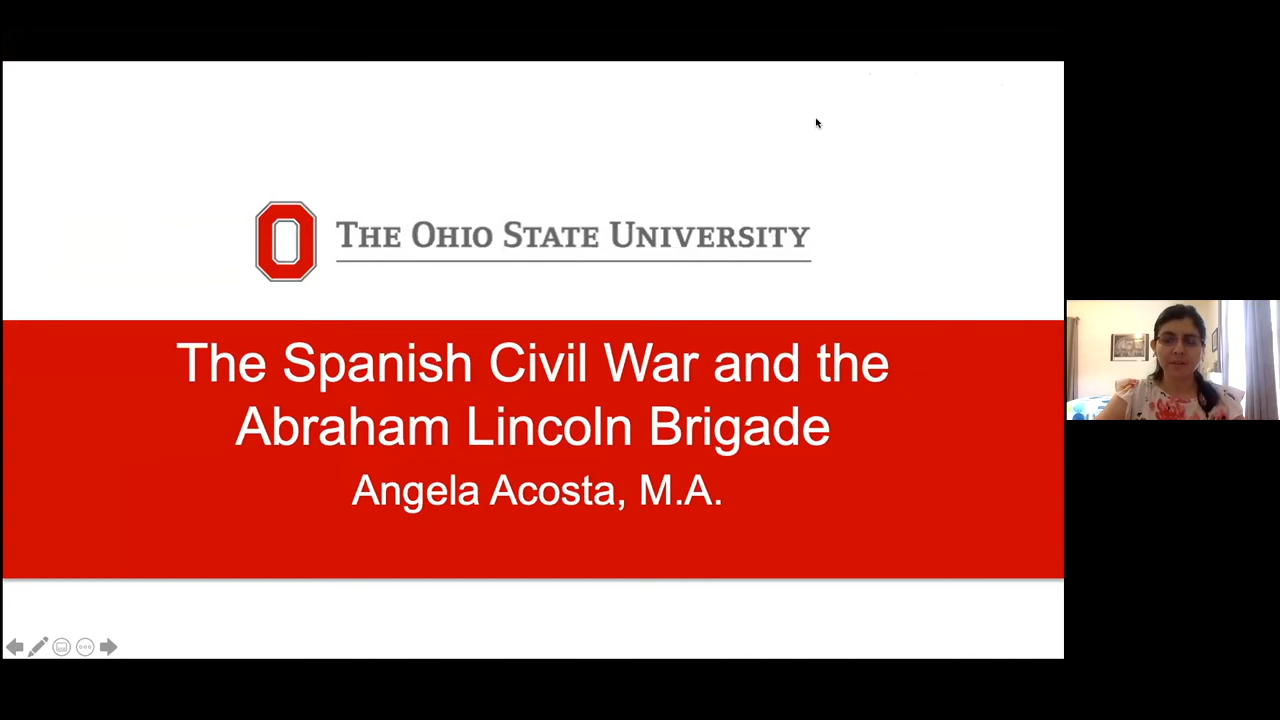 THE OHIO STATE UNIVERSITY
The Spanish Civil War and the
Abraham Lincoln Brigade
Angela Acosta, M.A.